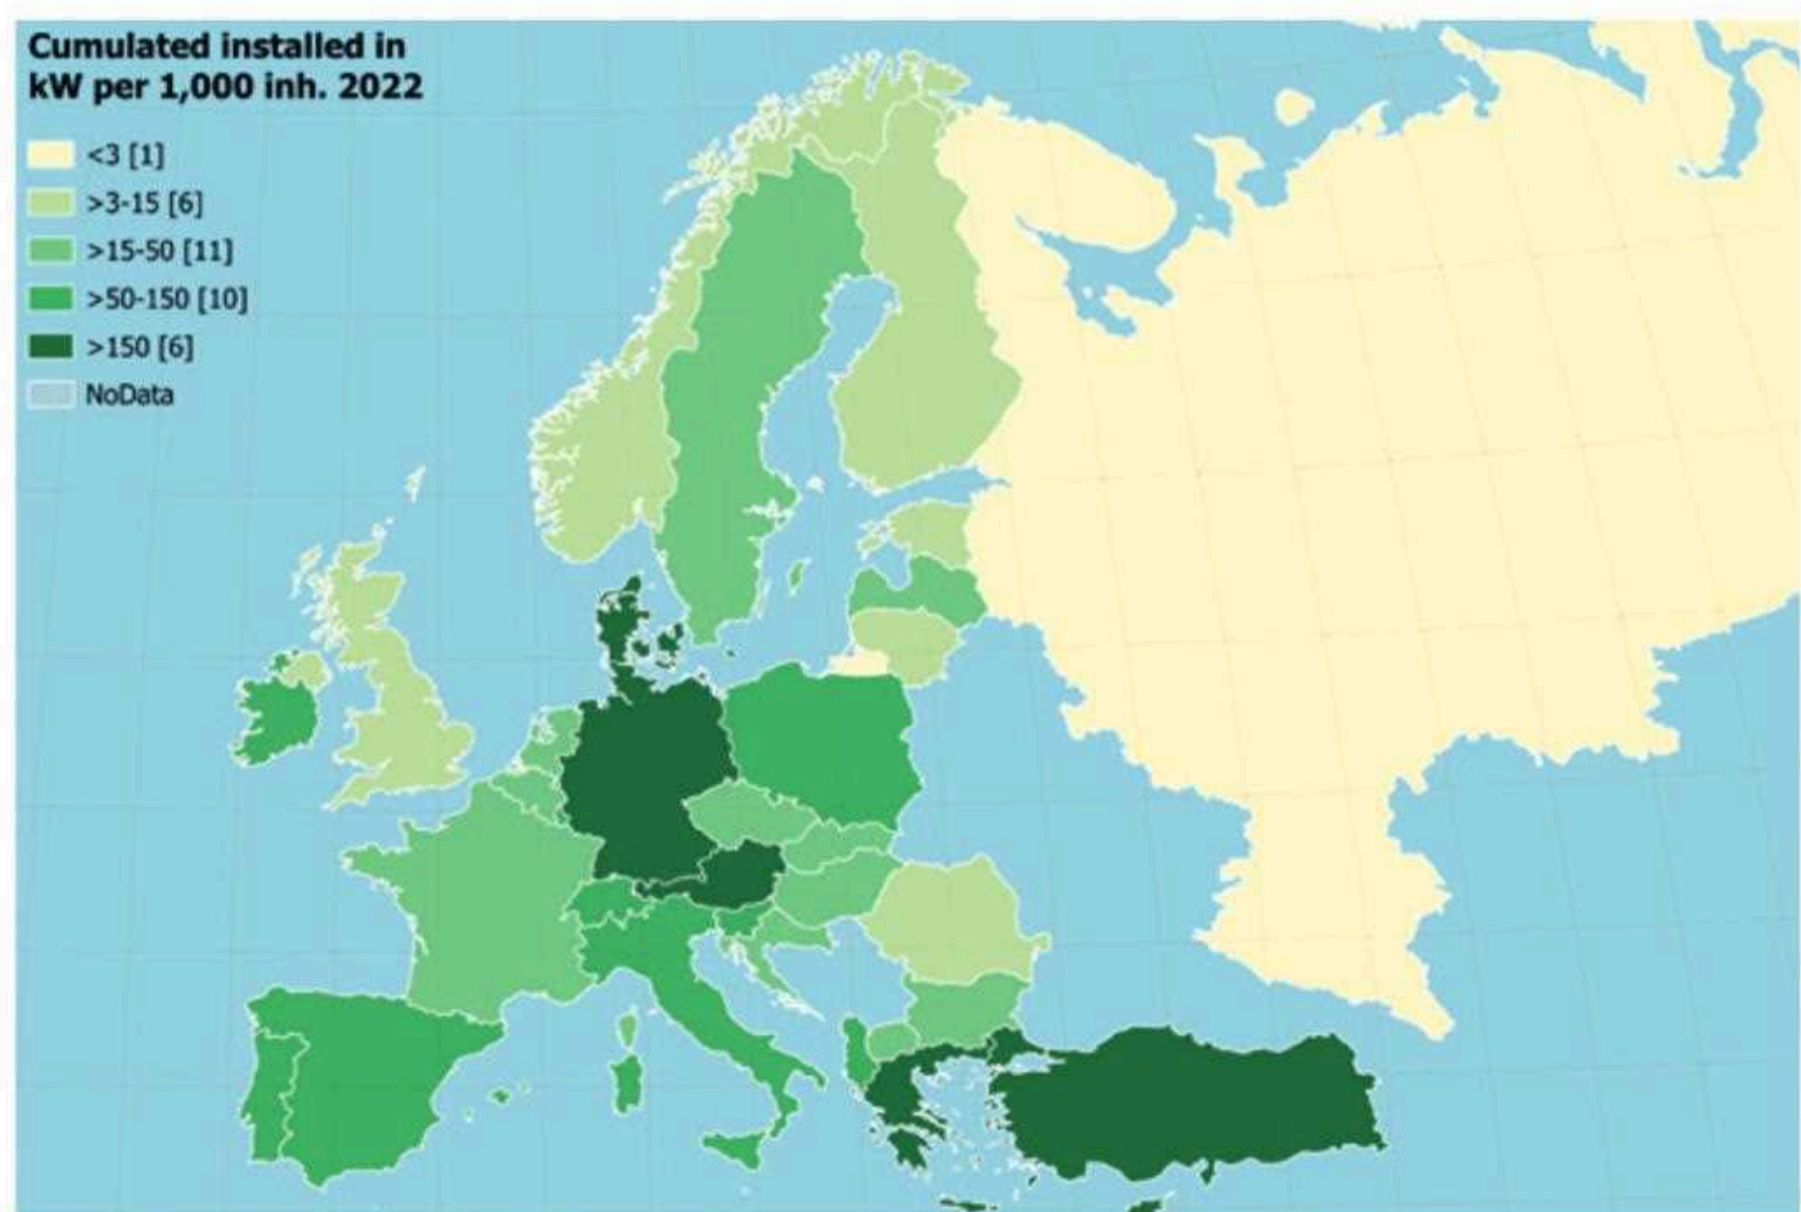 Cumulated installed in
kW per 1,000 inh. 2022
<3 [1]
>3-15 [6]
>15-50 [11]
>50-150 [10]
>150 [6]
NoData